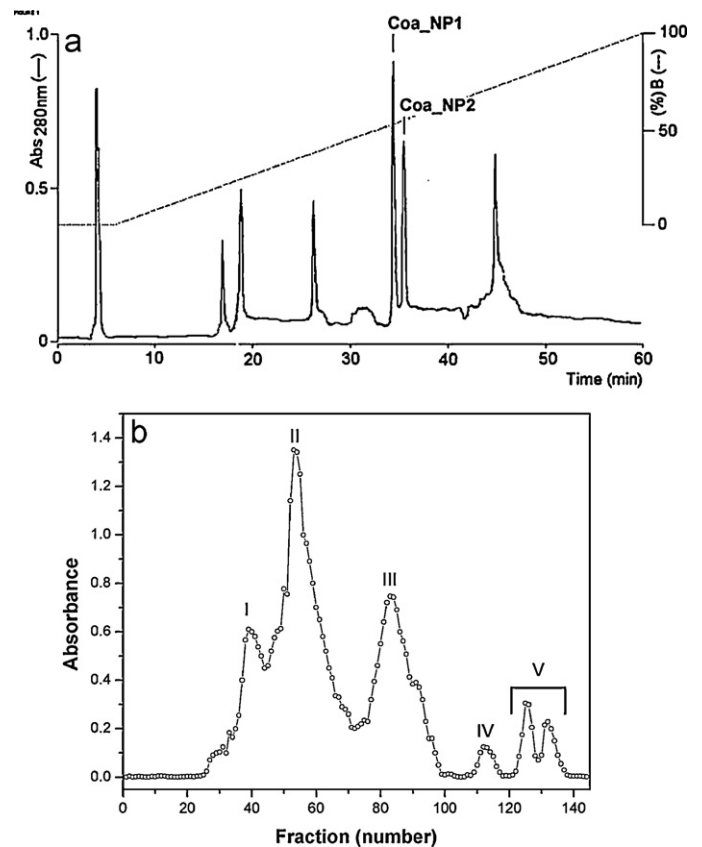 FIGURE 1
a
Coa_NP1
Coa_NP2
Abs 280nm (—)
(%)B (---)
1.0
0.5
0
100
50
0
0 10 20 30 40 50 60
Time (min)
b
I
II
III
IV
V
Absorbance
1.4
1.2
1.0
0.8
0.6
0.4
0.2
0.0
0 20 40 60 80 100 120 140
Fraction (number)